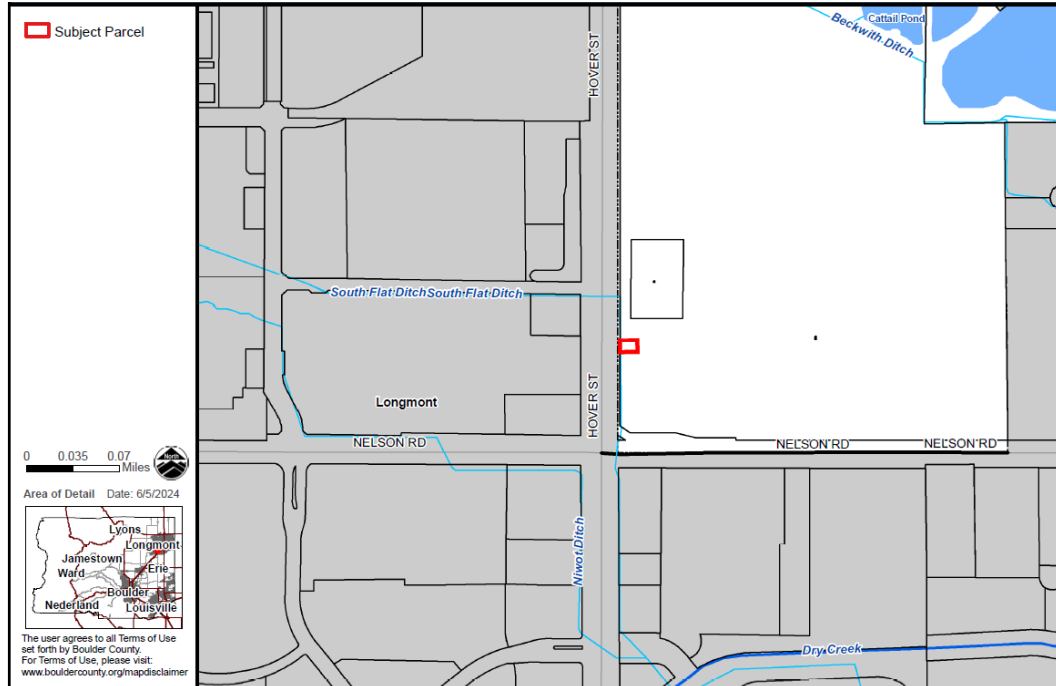 Subject Parcel
0 0.035 0.07
Miles
North
Area of Detail Date: 6/5/2024
Lyons
Longmont
Jamestown
Ward
Erie
Boulder
Nederland
Louisville
The user agrees to all Terms of Use
set forth by Boulder County.
For Terms of Use, please visit:
www.bouldercounty.org/mapdisclaimer
Cattail Pond
Beckwith Ditch
HOVER ST
South Flat Ditch South Flat Ditch
HOVER ST
Longmont
NELSON RD
NELSON RD
NELSON RD
Niwot Ditch
Dry Creek